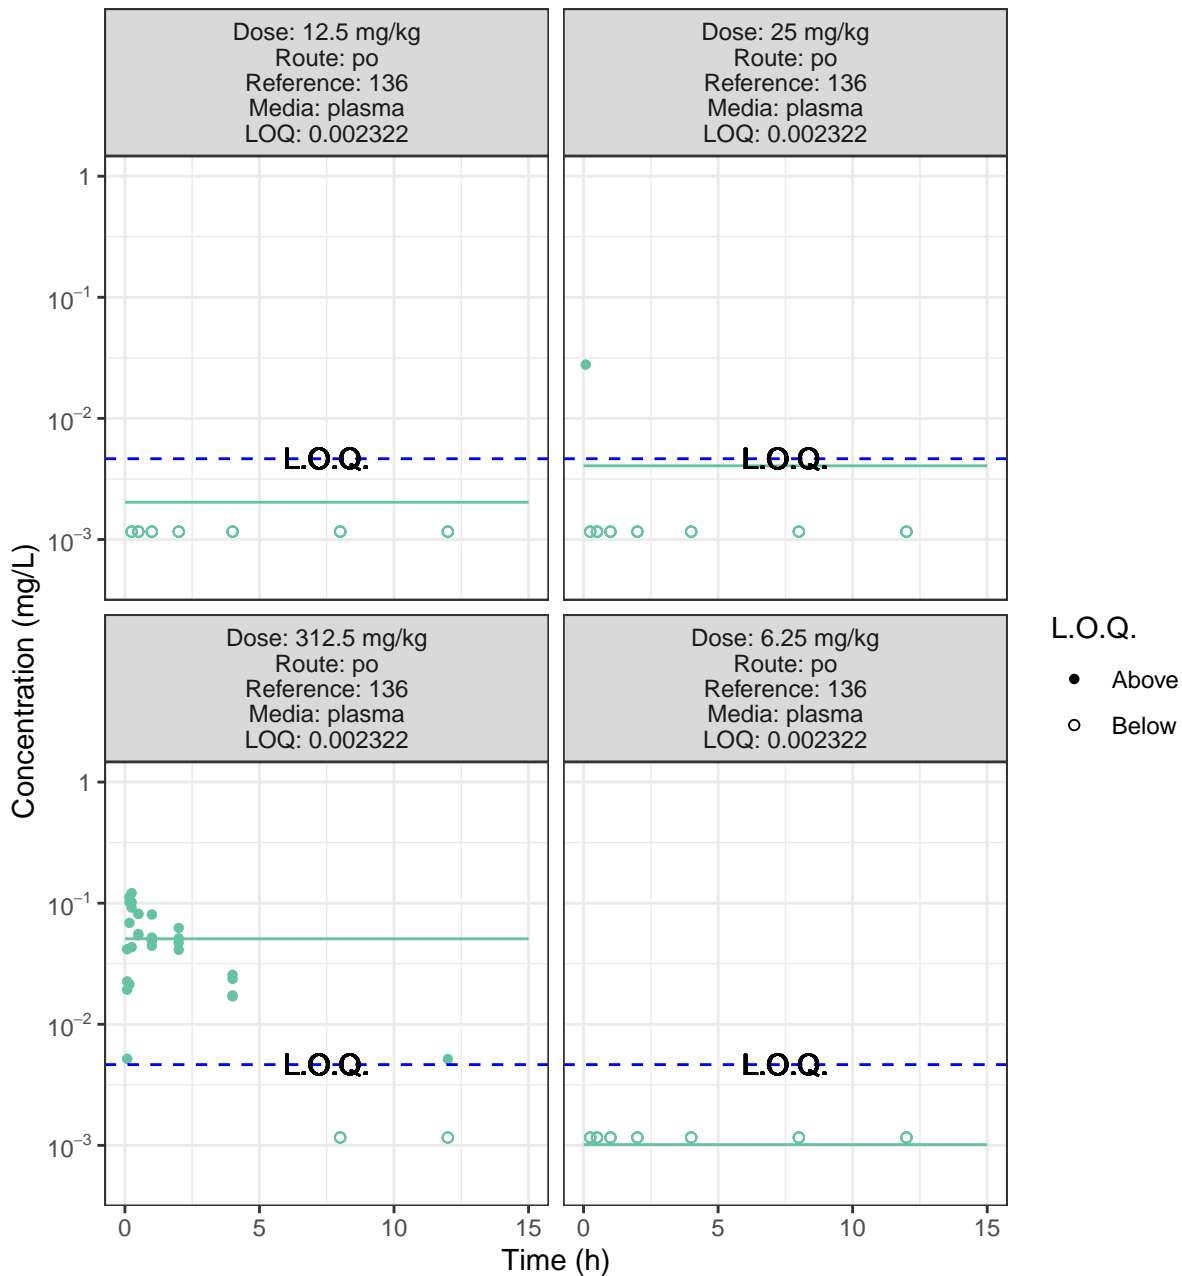 Dose: 12.5 mg/kg
Route: po
Reference: 136
Media: plasma
LOQ: 0.002322
Dose: 25 mg/kg
Route: po
Reference: 136
Media: plasma
LOQ: 0.002322
1
10⁻¹
10⁻²
10⁻³
L.O.Q.
L.O.Q.
Dose: 312.5 mg/kg
Route: po
Reference: 136
Media: plasma
LOQ: 0.002322
Dose: 6.25 mg/kg
Route: po
Reference: 136
Media: plasma
LOQ: 0.002322
1
10⁻¹
10⁻²
10⁻³
L.O.Q.
L.O.Q.
0 5 10 15
0 5 10 15
Time (h)
Concentration (mg/L)
L.O.Q.
Above
Below